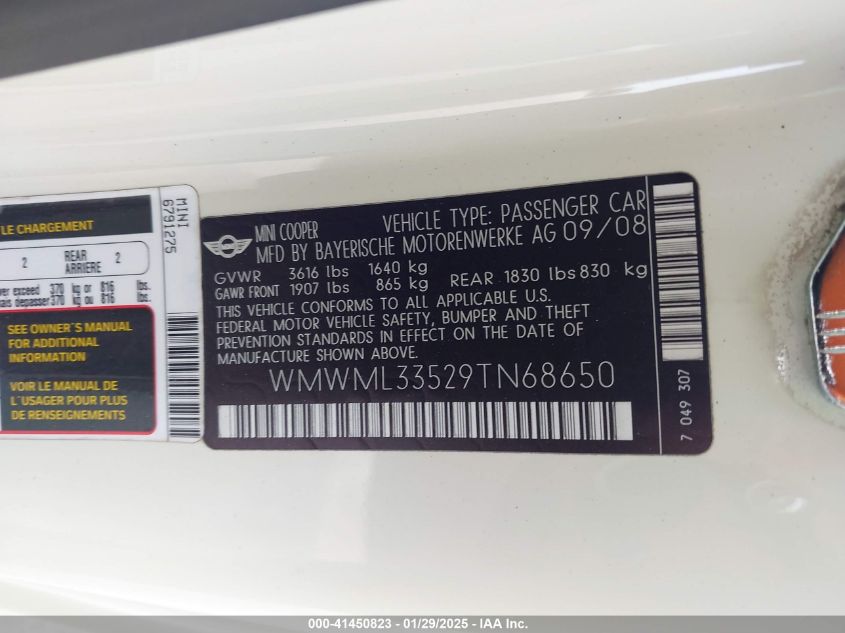 LE CHARGEMENT
2 REAR ARRIERE 2
ver exceed 370 kg or 816 lbs.
ais depasser 370 kg ou 816 lbs.
SEE OWNER'S MANUAL
FOR ADDITIONAL
INFORMATION
VOIR LE MANUEL
L'USAGER POUR PLUS
DE RENSEIGNEMENTS
MINI
6791275
MINI COOPER VEHICLE TYPE: PASSENGER CAR
MFD BY BAYERISCHE MOTORENWERKE AG 09/08
GVWR 3616 lbs 1640 kg
GAWR FRONT 1907 lbs 865 kg REAR 1830 lbs 830 kg
THIS VEHICLE CONFORMS TO ALL APPLICABLE U.S.
FEDERAL MOTOR VEHICLE SAFETY, BUMPER AND THEFT
PREVENTION STANDARDS IN EFFECT ON THE DATE OF
MANUFACTURE SHOWN ABOVE.
WMWML33529TN68650
7 049 307
000-41450823 - 01/29/2025 - IAA Inc.